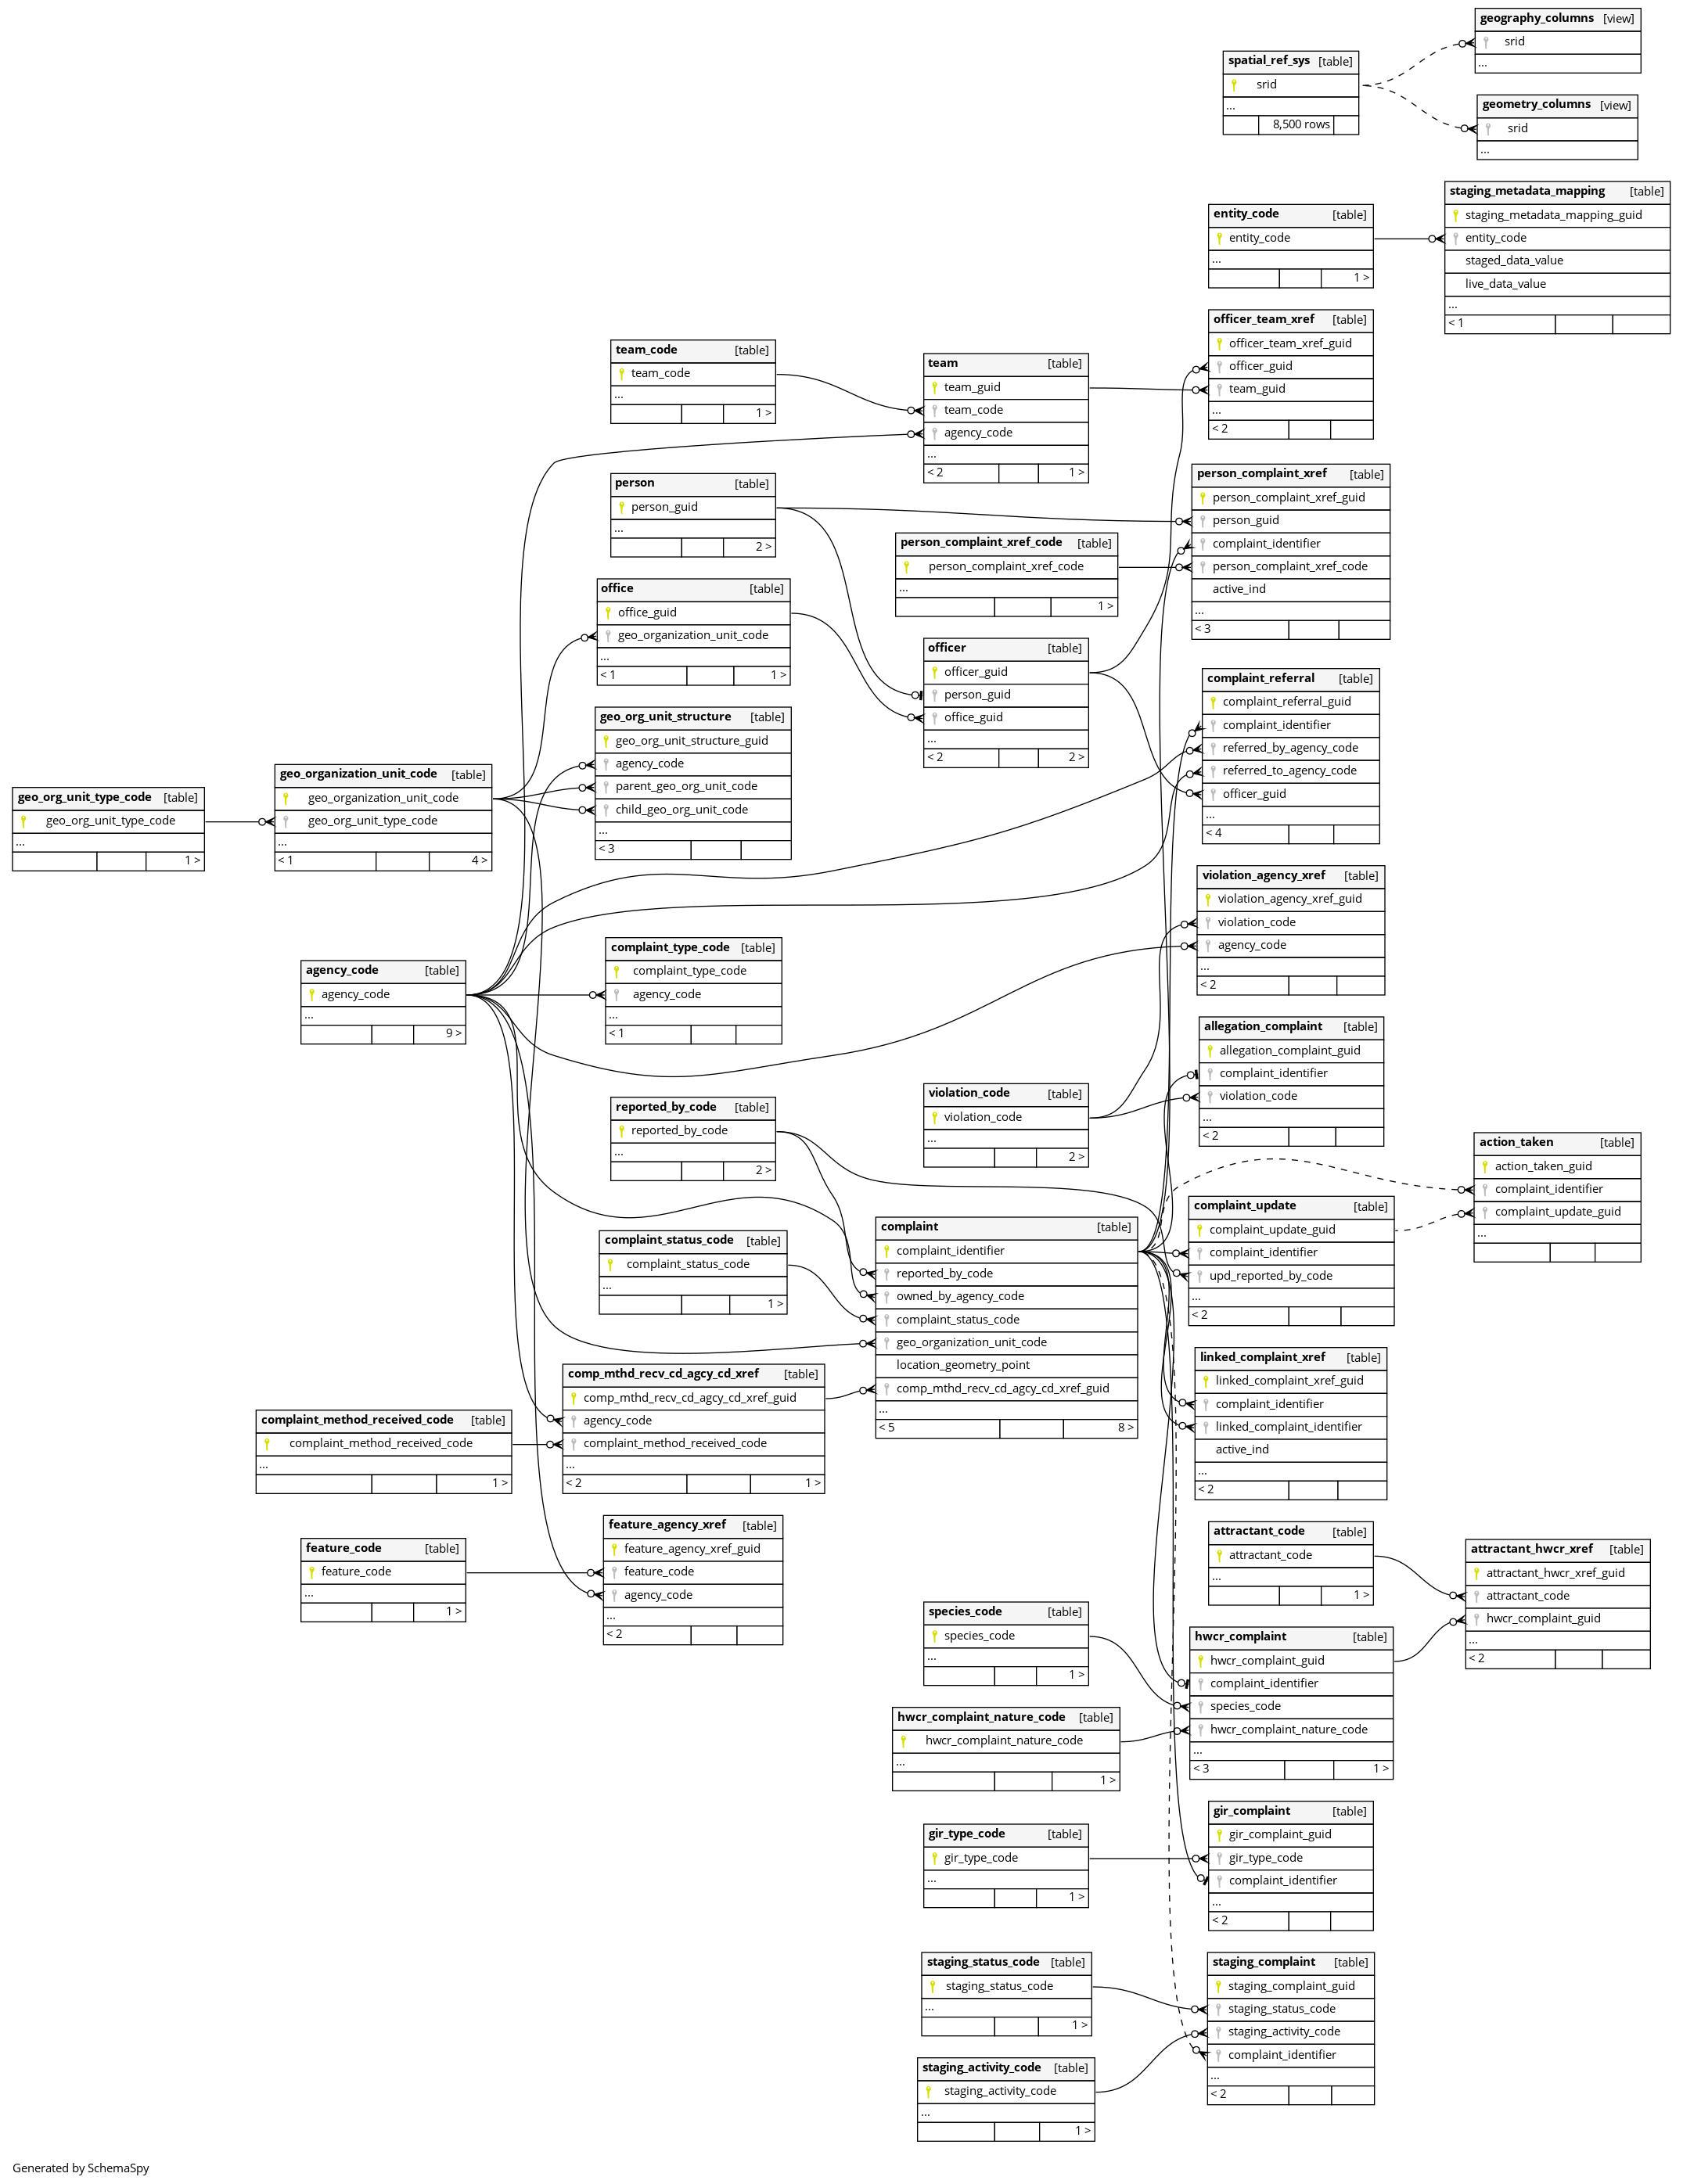 geography_columns [view]
srid
...
spatial_ref_sys [table]
srid
...
8,500 rows
geometry_columns [view]
srid
...
staging_metadata_mapping [table]
staging_metadata_mapping_guid
entity_code
staged_data_value
live_data_value
...
< 1
entity_code [table]
entity_code
...
1 >
officer_team_xref [table]
officer_team_xref_guid
officer_guid
team_guid
...
< 2
team_code [table]
team_code
...
1 >
team [table]
team_guid
team_code
agency_code
...
< 2 1 >
person_complaint_xref [table]
person_complaint_xref_guid
person_guid
complaint_identifier
person_complaint_xref_code
active_ind
...
< 3
person [table]
person_guid
...
2 >
person_complaint_xref_code [table]
person_complaint_xref_code
...
1 >
office [table]
office_guid
geo_organization_unit_code
...
< 1 1 >
officer [table]
officer_guid
person_guid
office_guid
...
< 2 2 >
complaint_referral [table]
complaint_referral_guid
complaint_identifier
referred_by_agency_code
referred_to_agency_code
officer_guid
...
< 4
geo_org_unit_structure [table]
geo_org_unit_structure_guid
agency_code
parent_geo_org_unit_code
child_geo_org_unit_code
...
< 3
geo_organization_unit_code [table]
geo_organization_unit_code
geo_org_unit_type_code
...
< 1 4 >
geo_org_unit_type_code [table]
geo_org_unit_type_code
...
1 >
violation_agency_xref [table]
violation_agency_xref_guid
violation_code
agency_code
...
< 2
complaint_type_code [table]
complaint_type_code
agency_code
...
< 1
agency_code [table]
agency_code
...
9 >
allegation_complaint [table]
allegation_complaint_guid
complaint_identifier
violation_code
...
< 2
violation_code [table]
violation_code
...
2 >
reported_by_code [table]
reported_by_code
...
2 >
action_taken [table]
action_taken_guid
complaint_identifier
complaint_update_guid
...
complaint_update [table]
complaint_update_guid
complaint_identifier
upd_reported_by_code
...
< 2
complaint [table]
complaint_identifier
reported_by_code
owned_by_agency_code
complaint_status_code
geo_organization_unit_code
location_geometry_point
comp_mthd_recv_cd_agcy_cd_xref_guid
...
< 5 8 >
complaint_status_code [table]
complaint_status_code
...
1 >
linked_complaint_xref [table]
linked_complaint_xref_guid
complaint_identifier
linked_complaint_identifier
active_ind
...
< 2
comp_mthd_recv_cd_agcy_cd_xref [table]
comp_mthd_recv_cd_agcy_cd_xref_guid
agency_code
complaint_method_received_code
...
< 2 1 >
complaint_method_received_code [table]
complaint_method_received_code
...
1 >
feature_agency_xref [table]
feature_agency_xref_guid
feature_code
agency_code
...
< 2
feature_code [table]
feature_code
...
1 >
attractant_code [table]
attractant_code
...
1 >
attractant_hwcr_xref [table]
attractant_hwcr_xref_guid
attractant_code
hwcr_complaint_guid
...
< 2
species_code [table]
species_code
...
1 >
hwcr_complaint [table]
hwcr_complaint_guid
complaint_identifier
species_code
hwcr_complaint_nature_code
...
< 3 1 >
hwcr_complaint_nature_code [table]
hwcr_complaint_nature_code
...
1 >
gir_complaint [table]
gir_complaint_guid
gir_type_code
complaint_identifier
...
< 2
gir_type_code [table]
gir_type_code
...
1 >
staging_status_code [table]
staging_status_code
...
1 >
staging_complaint [table]
staging_complaint_guid
staging_status_code
staging_activity_code
complaint_identifier
...
< 2
staging_activity_code [table]
staging_activity_code
...
1 >
Generated by SchemaSpy